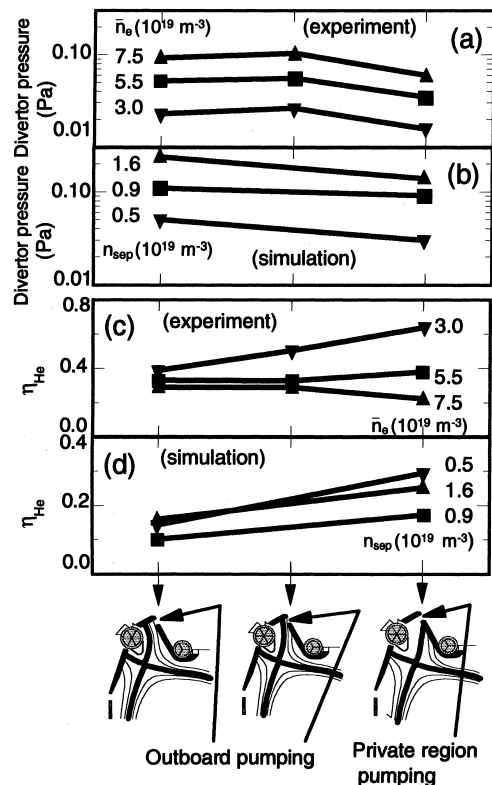 n̄e (10^19 m-3)
(experiment)
(a)
Divertor pressure
(Pa)
0.10
0.01
7.5
5.5
3.0
(b)
Divertor pressure
(Pa)
0.10
0.01
1.6
0.9
0.5
nsep(10^19 m-3)
(simulation)
(c)
(experiment)
ηHe
0.8
0.4
0.0
3.0
5.5
7.5
n̄e (10^19 m-3)
(d)
(simulation)
ηHe
0.4
0.2
0.0
0.5
1.6
0.9
nsep(10^19 m-3)
Outboard pumping
Private region
pumping